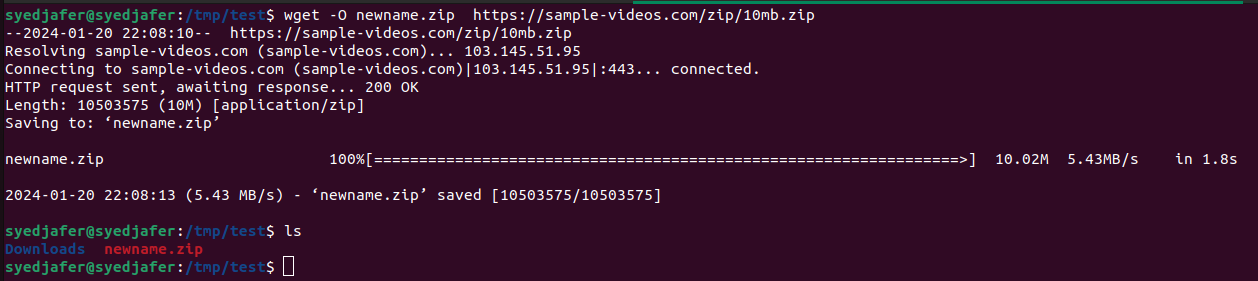 syedjafer@syedjafer:/tmp/test$ wget -O newname.zip  https://sample-videos.com/zip/10mb.zip
--2024-01-20 22:08:10--  https://sample-videos.com/zip/10mb.zip
Resolving sample-videos.com (sample-videos.com)... 103.145.51.95
Connecting to sample-videos.com (sample-videos.com)|103.145.51.95|:443... connected.
HTTP request sent, awaiting response... 200 OK
Length: 10503575 (10M) [application/zip]
Saving to: ‘newname.zip’
newname.zip                         100%[=================================================================>]  10.02M  5.43MB/s    in 1.8s
2024-01-20 22:08:13 (5.43 MB/s) - ‘newname.zip’ saved [10503575/10503575]
syedjafer@syedjafer:/tmp/test$ ls
Downloads  newname.zip
syedjafer@syedjafer:/tmp/test$